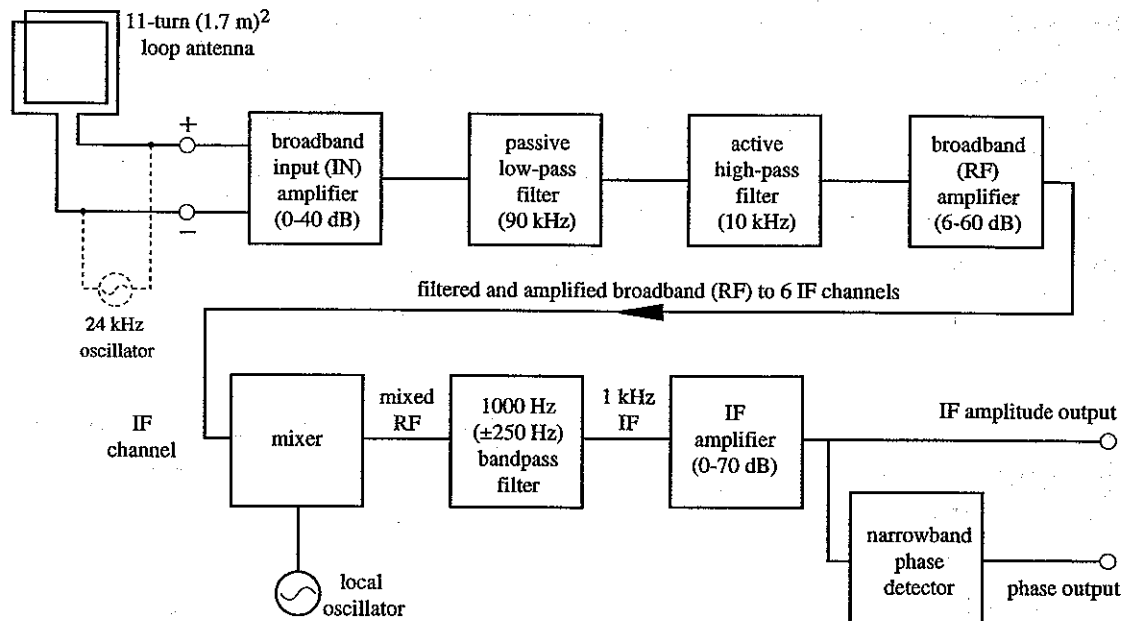 11-turn (1.7 m)2
loop antenna
+
−
24 kHz
oscillator
broadband
input (IN)
amplifier
(0-40 dB)
passive
low-pass
filter
(90 kHz)
active
high-pass
filter
(10 kHz)
broadband
(RF)
amplifier
(6-60 dB)
filtered and amplified broadband (RF) to 6 IF channels
IF
channel
mixer
local
oscillator
mixed
RF
1000 Hz
(±250 Hz)
bandpass
filter
1 kHz
IF
IF
amplifier
(0-70 dB)
IF amplitude output
narrowband
phase
detector
phase output